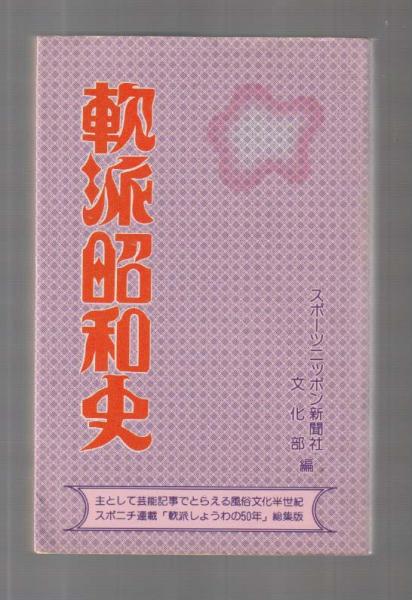 軟派昭和史
スポーツニッポン新聞社
文化部
編
主として芸能記事でとらえる風俗文化半世紀
スポニチ連載「軟派しょうわの50年」総集版